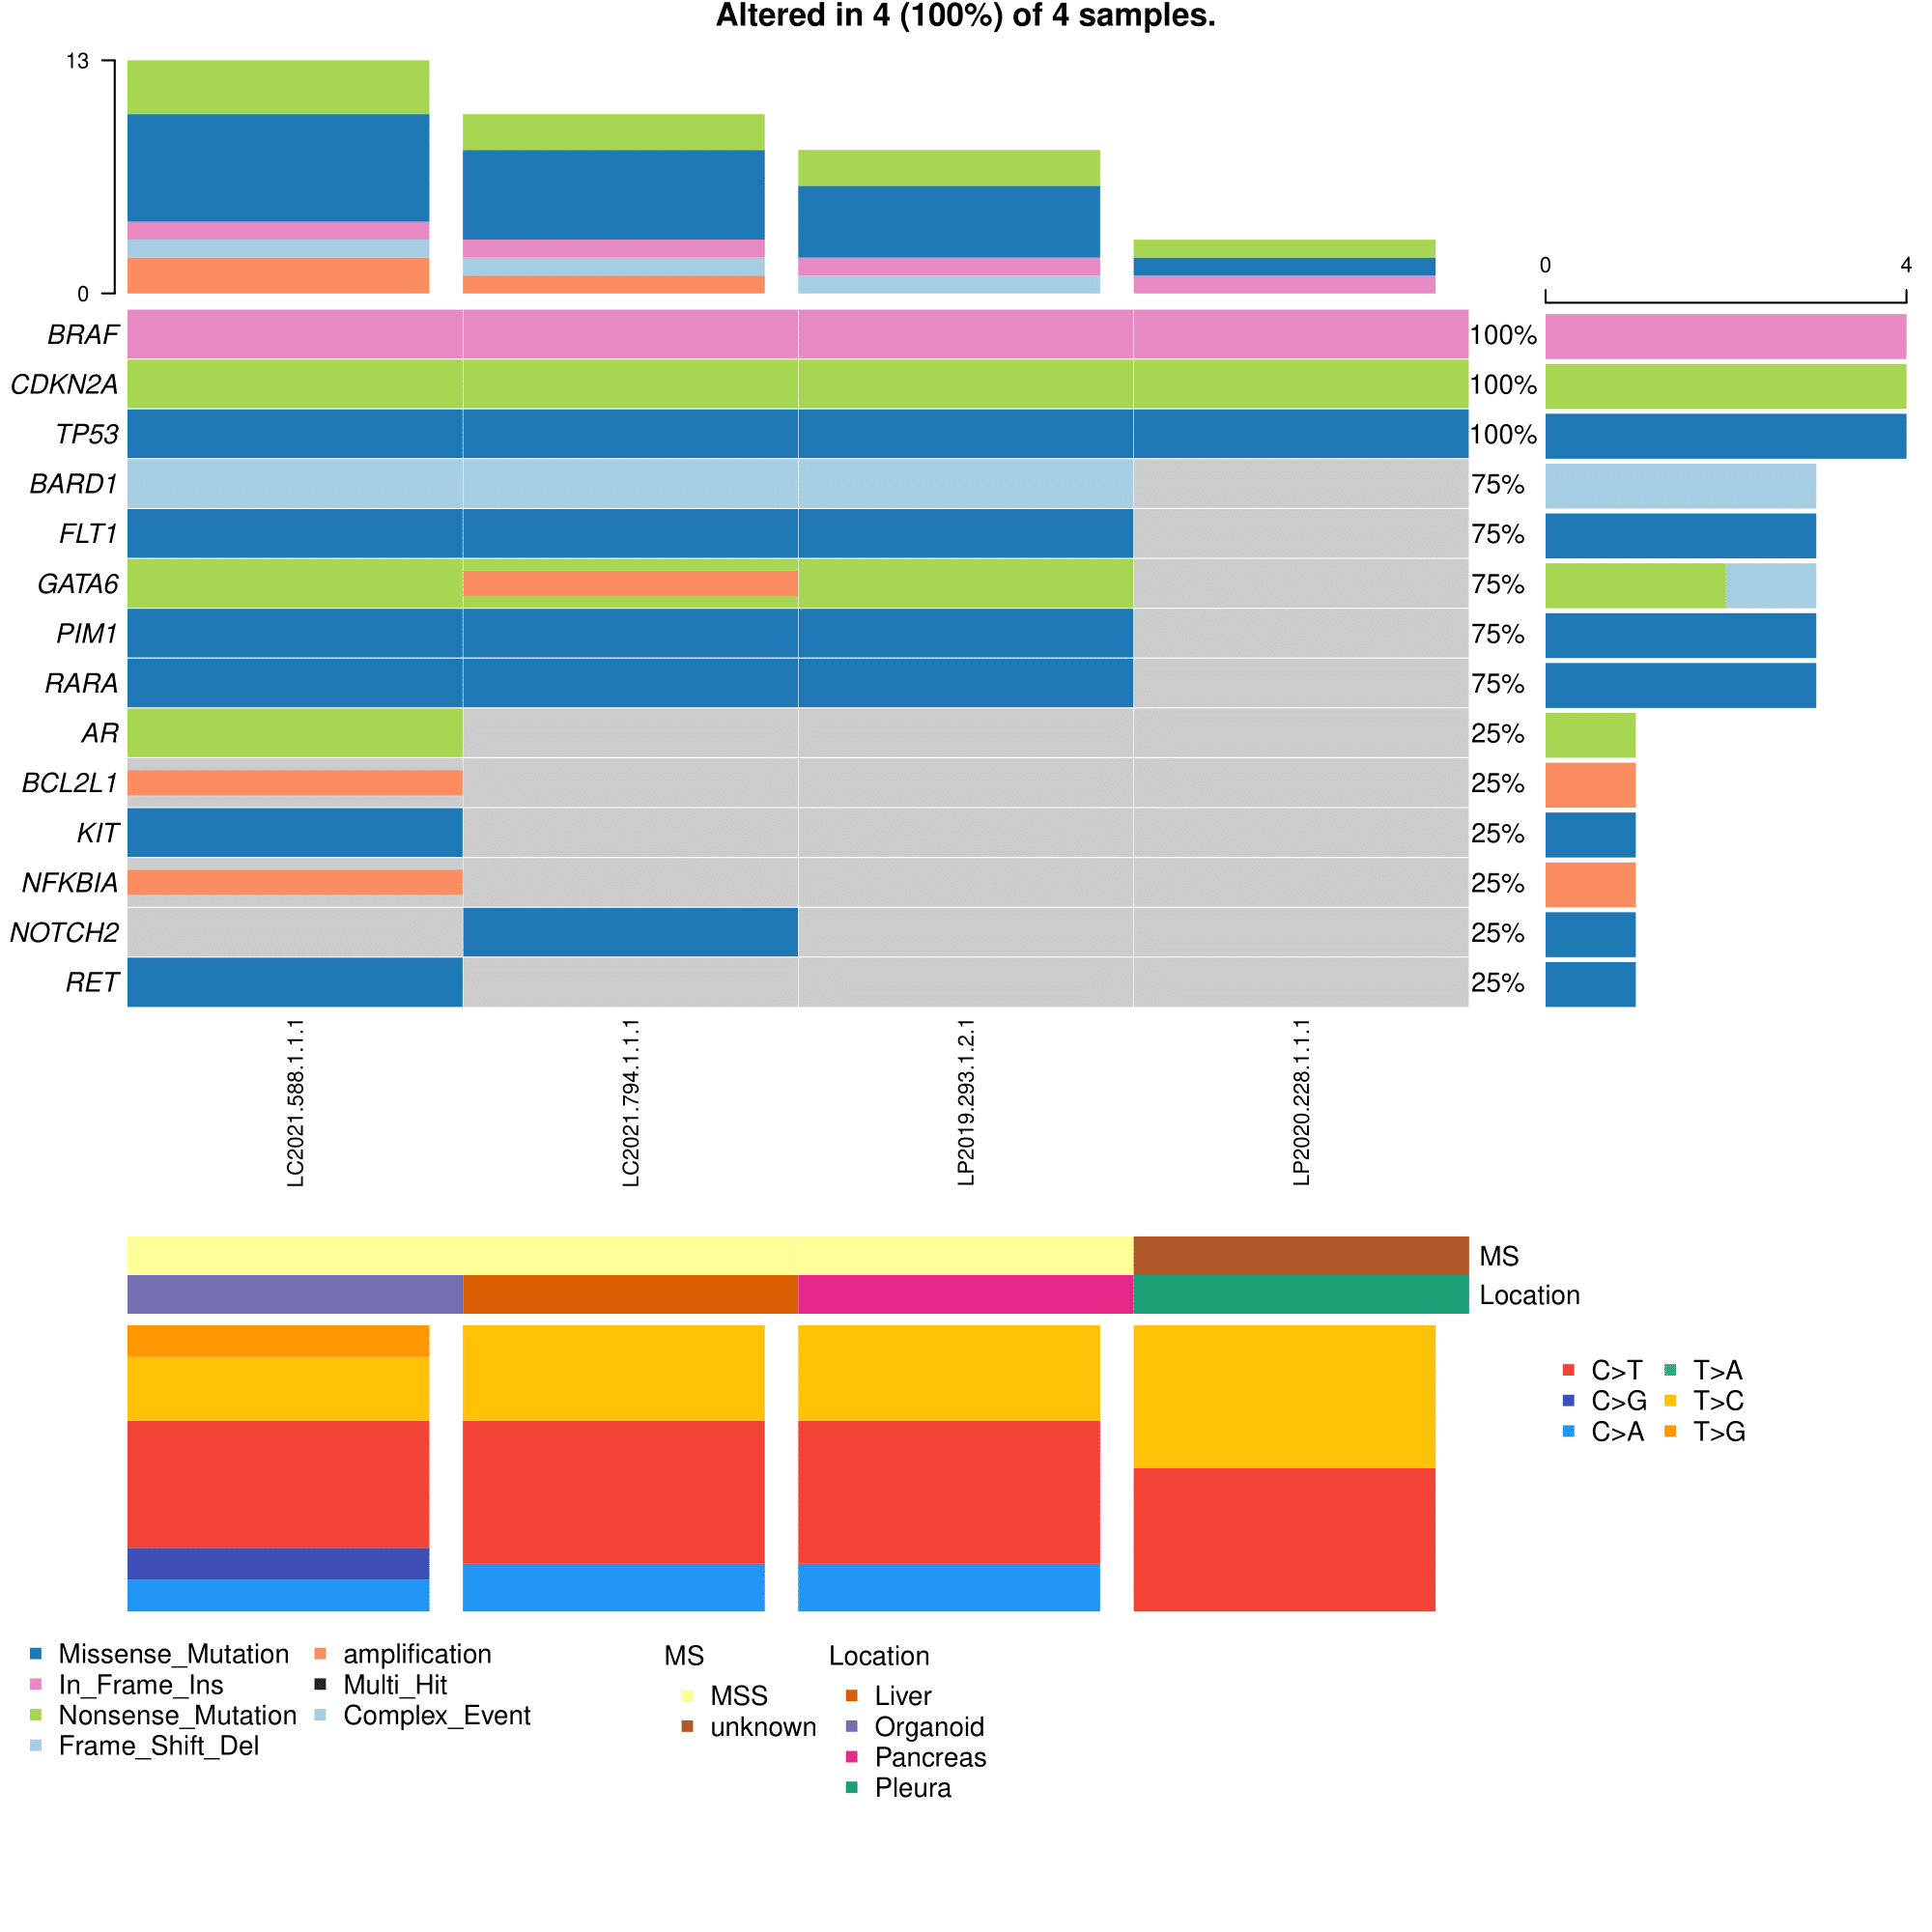 Altered in 4 (100%) of 4 samples.
13
0
0 4
BRAF 100%
CDKN2A 100%
TP53 100%
BARD1 75%
FLT1 75%
GATA6 75%
PIM1 75%
RARA 75%
AR 25%
BCL2L1 25%
KIT 25%
NFKBIA 25%
NOTCH2 25%
RET 25%
LC2021.588.1.1.1
LC2021.794.1.1.1
LP2019.293.1.2.1
LP2020.228.1.1.1
MS
Location
C>T T>A
C>G T>C
C>A T>G
Missense_Mutation amplification
In_Frame_Ins Multi_Hit
Nonsense_Mutation Complex_Event
Frame_Shift_Del
MS
MSS
unknown
Location
Liver
Organoid
Pancreas
Pleura